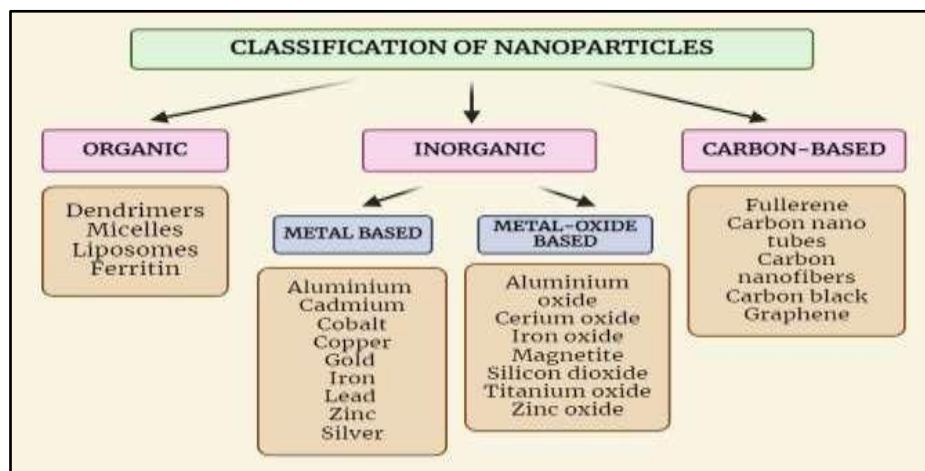 CLASSIFICATION OF NANOPARTICLES
ORGANIC
Dendrimers
Micelles
Liposomes
Ferritin
INORGANIC
METAL BASED
Aluminium
Cadmium
Cobalt
Copper
Gold
Iron
Lead
Zinc
Silver
METAL-OXIDE
BASED
Aluminium
oxide
Cerium oxide
Iron oxide
Magnetite
Silicon dioxide
Titanium oxide
Zinc oxide
CARBON-BASED
Fullerene
Carbon nano
tubes
Carbon
nanofibers
Carbon black
Graphene